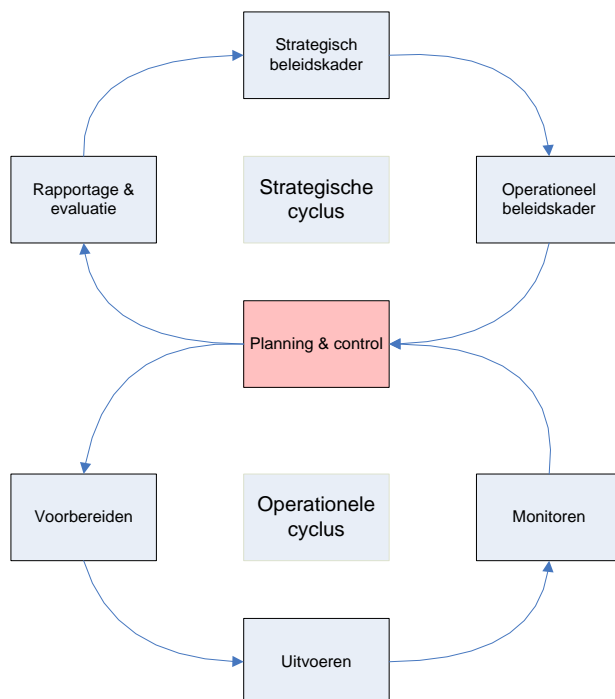 Strategisch
beleidskader
Rapportage &
evaluatie
Strategische
cyclus
Operationeel
beleidskader
Planning & control
Voorbereiden
Operationele
cyclus
Monitoren
Uitvoeren